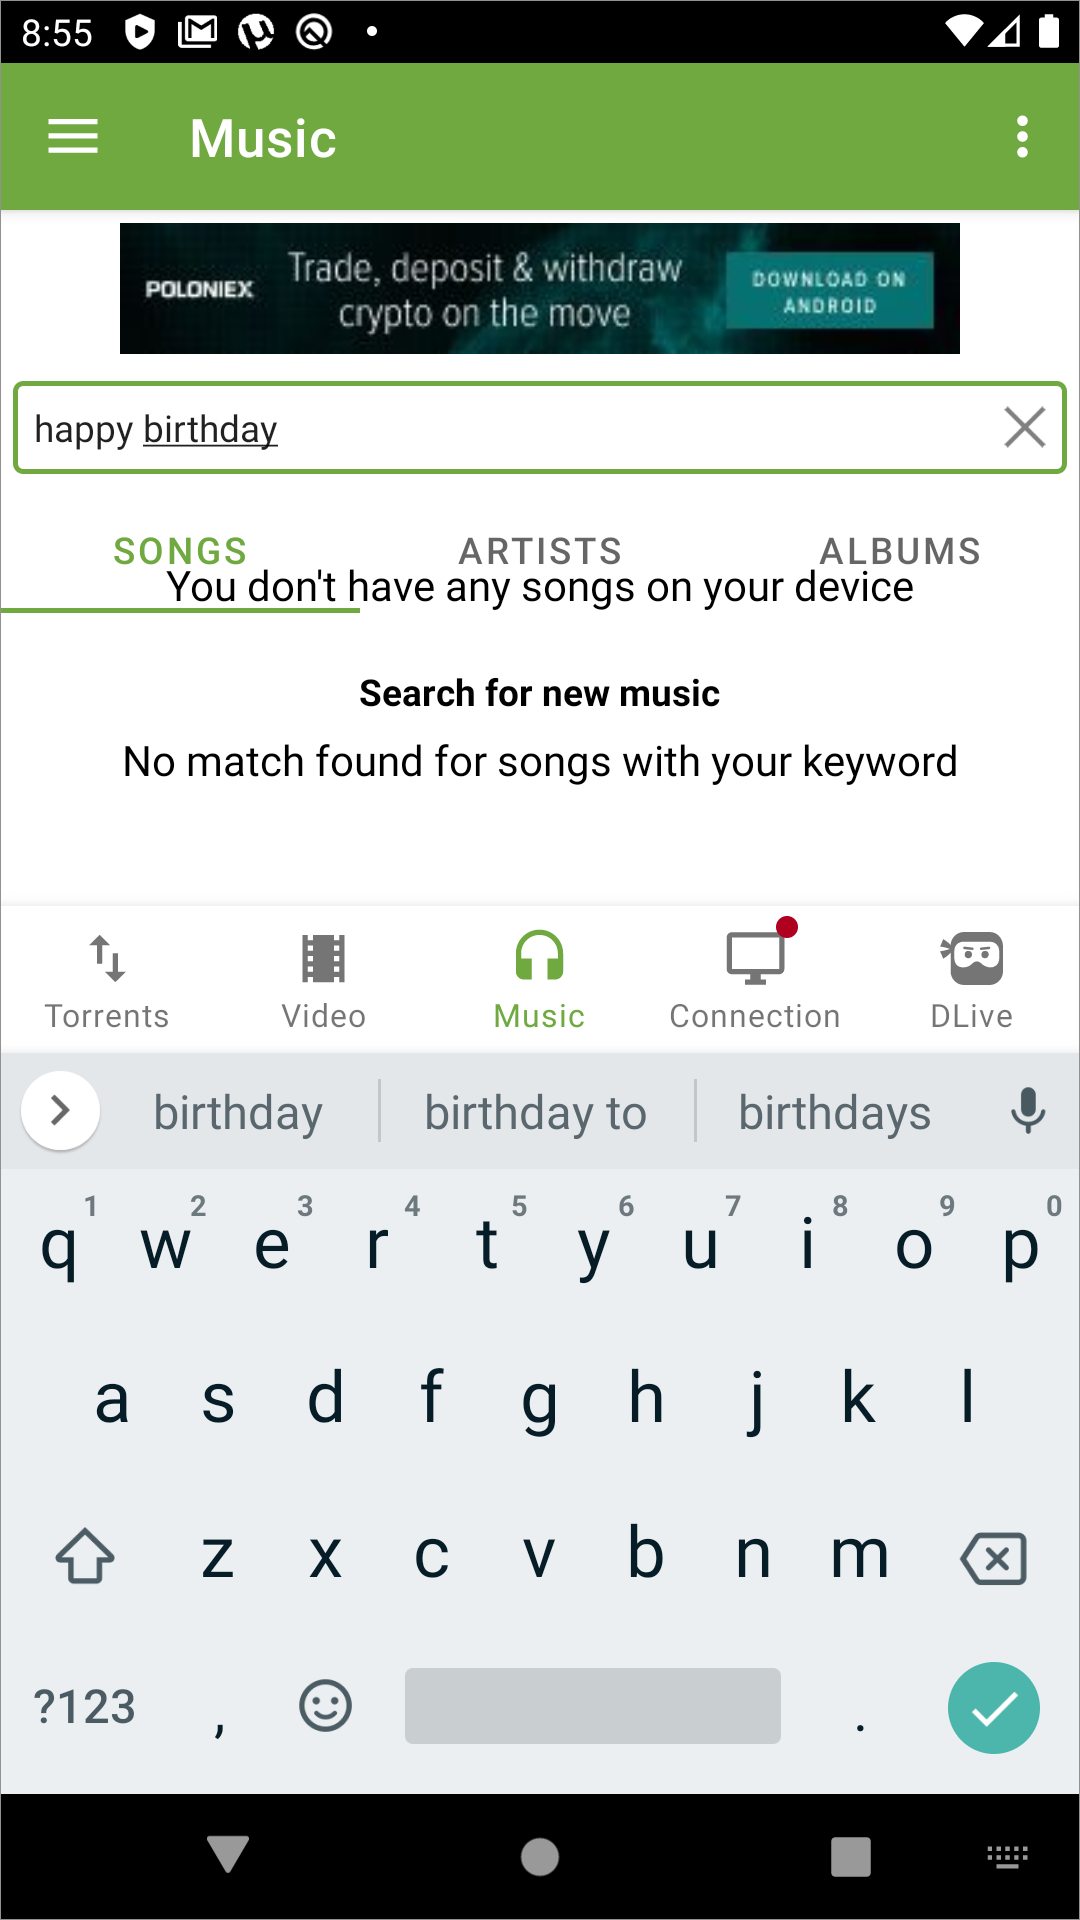 8:55
Music
POLONIEX
Trade, deposit & withdraw
crypto on the move
DOWNLOAD ON
ANDROID
happy birthday
SONGS ARTISTS ALBUMS
You don't have any songs on your device
Search for new music
No match found for songs with your keyword
Torrents Video Music Connection DLive
birthday birthday to birthdays
1 2 3 4 5 6 7 8 9 0
q w e r t y u i o p
a s d f g h j k l
z x c v b n m
?123 , .